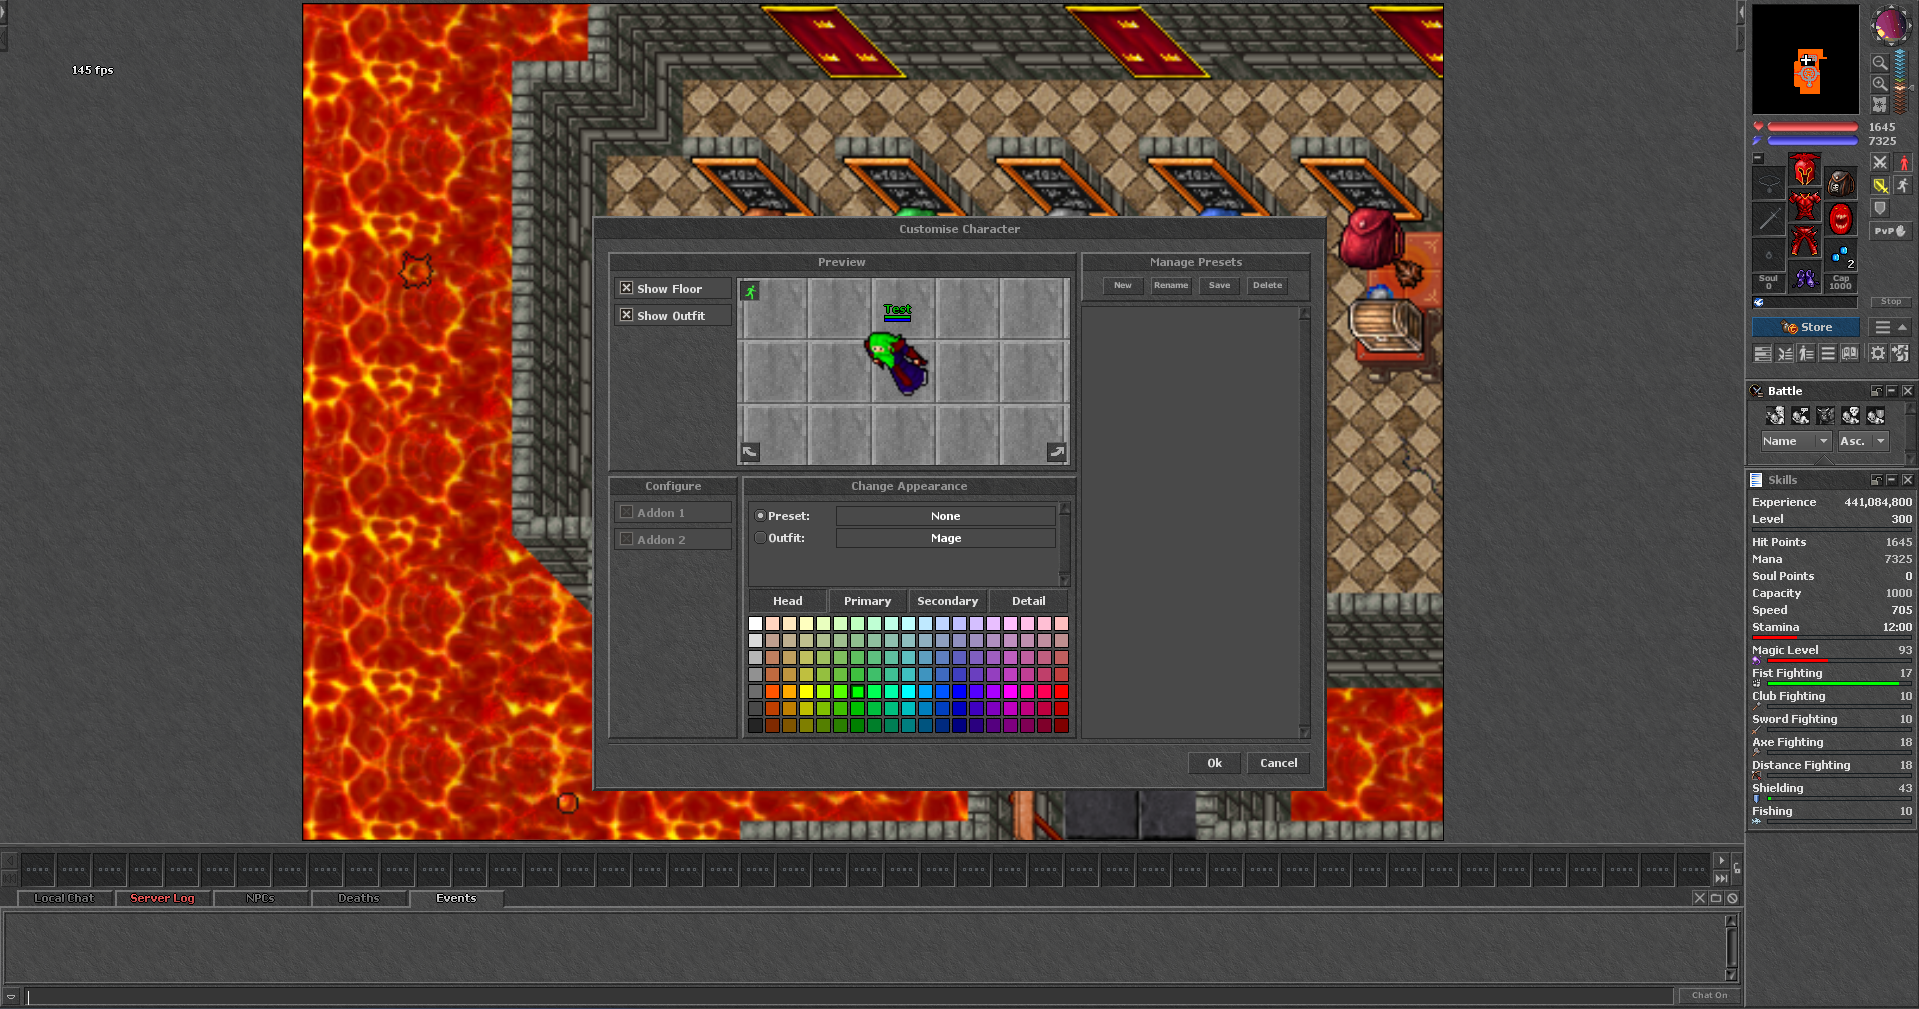 145 fps
Customise Character
Preview
Show Floor
Show Outfit
Test
Manage Presets
New
Rename
Save
Delete
Configure
Addon 1
Addon 2
Change Appearance
Preset:
None
Outfit:
Mage
Head
Primary
Secondary
Detail
Ok
Cancel
1645
7325
PvP
2
Soul
0
Cap
1000
Stop
Store
Battle
Name
Asc.
Skills
Experience 441,084,800
Level 300
Hit Points 1645
Mana 7325
Soul Points 0
Capacity 1000
Speed 705
Stamina 12:00
Magic Level 93
Fist Fighting 17
Club Fighting 10
Sword Fighting 10
Axe Fighting 18
Distance Fighting 18
Shielding 43
Fishing 10
Local Chat
Server Log
NPCs
Deaths
Events
Chat On